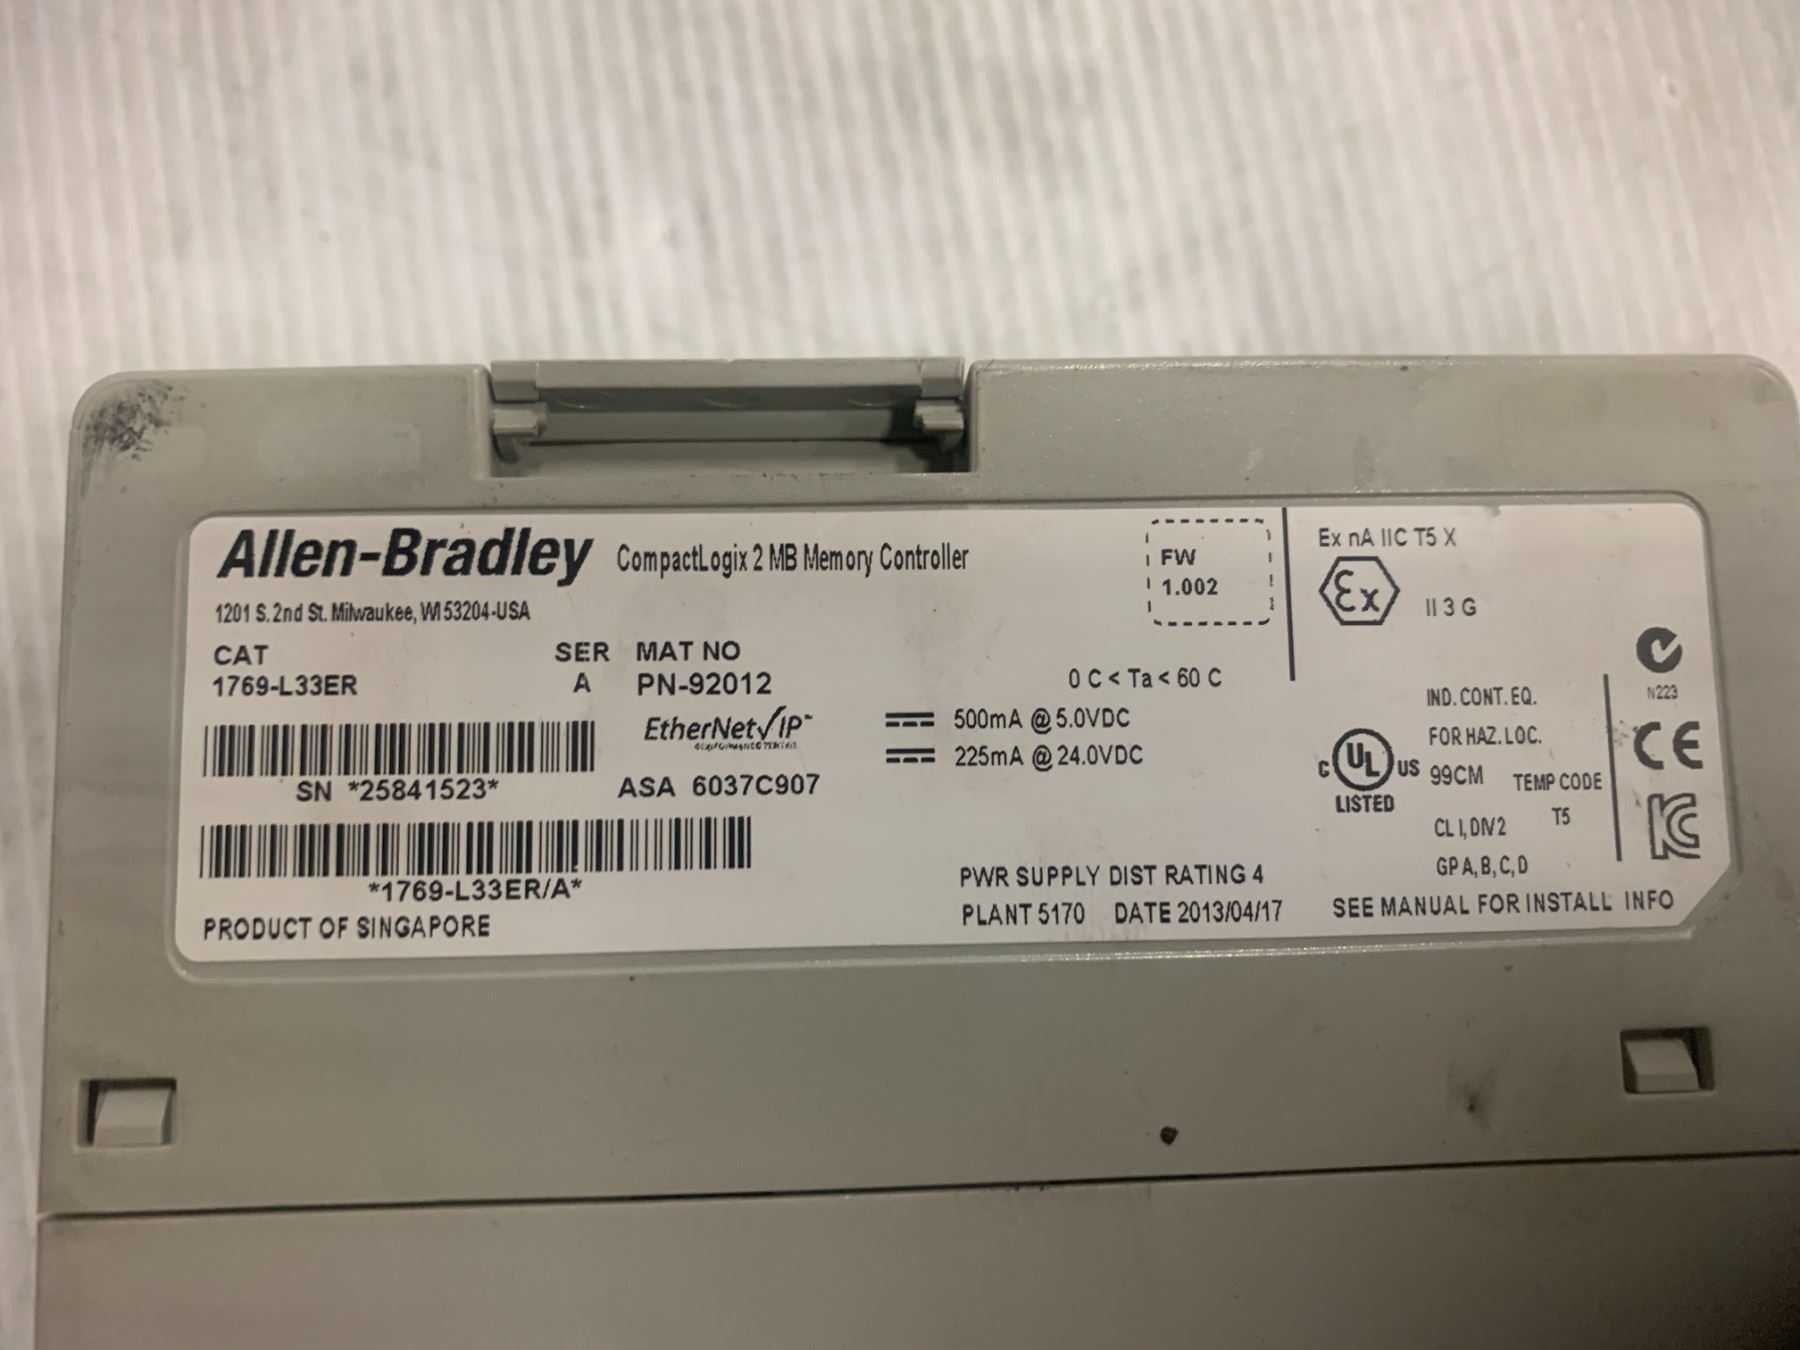 Allen-Bradley CompactLogix 2 MB Memory Controller
1201 S. 2nd St. Milwaukee, WI 53204-USA
CAT SER MAT NO
1769-L33ER A PN-92012
EtherNet/IP
SN *25841523* ASA 6037C907
*1769-L33ER/A*
PRODUCT OF SINGAPORE
FW
1.002
0 C < Ta < 60 C
500mA @ 5.0VDC
225mA @ 24.0VDC
PWR SUPPLY DIST RATING 4
PLANT 5170 DATE 2013/04/17
Ex nA IIC T5 X
Ex II 3 G
C UL US
LISTED
IND. CONT. EQ.
FOR HAZ. LOC.
99CM TEMP CODE
T5
CL I, DIV 2
GP A, B, C, D
SEE MANUAL FOR INSTALL INFO
N223
CE